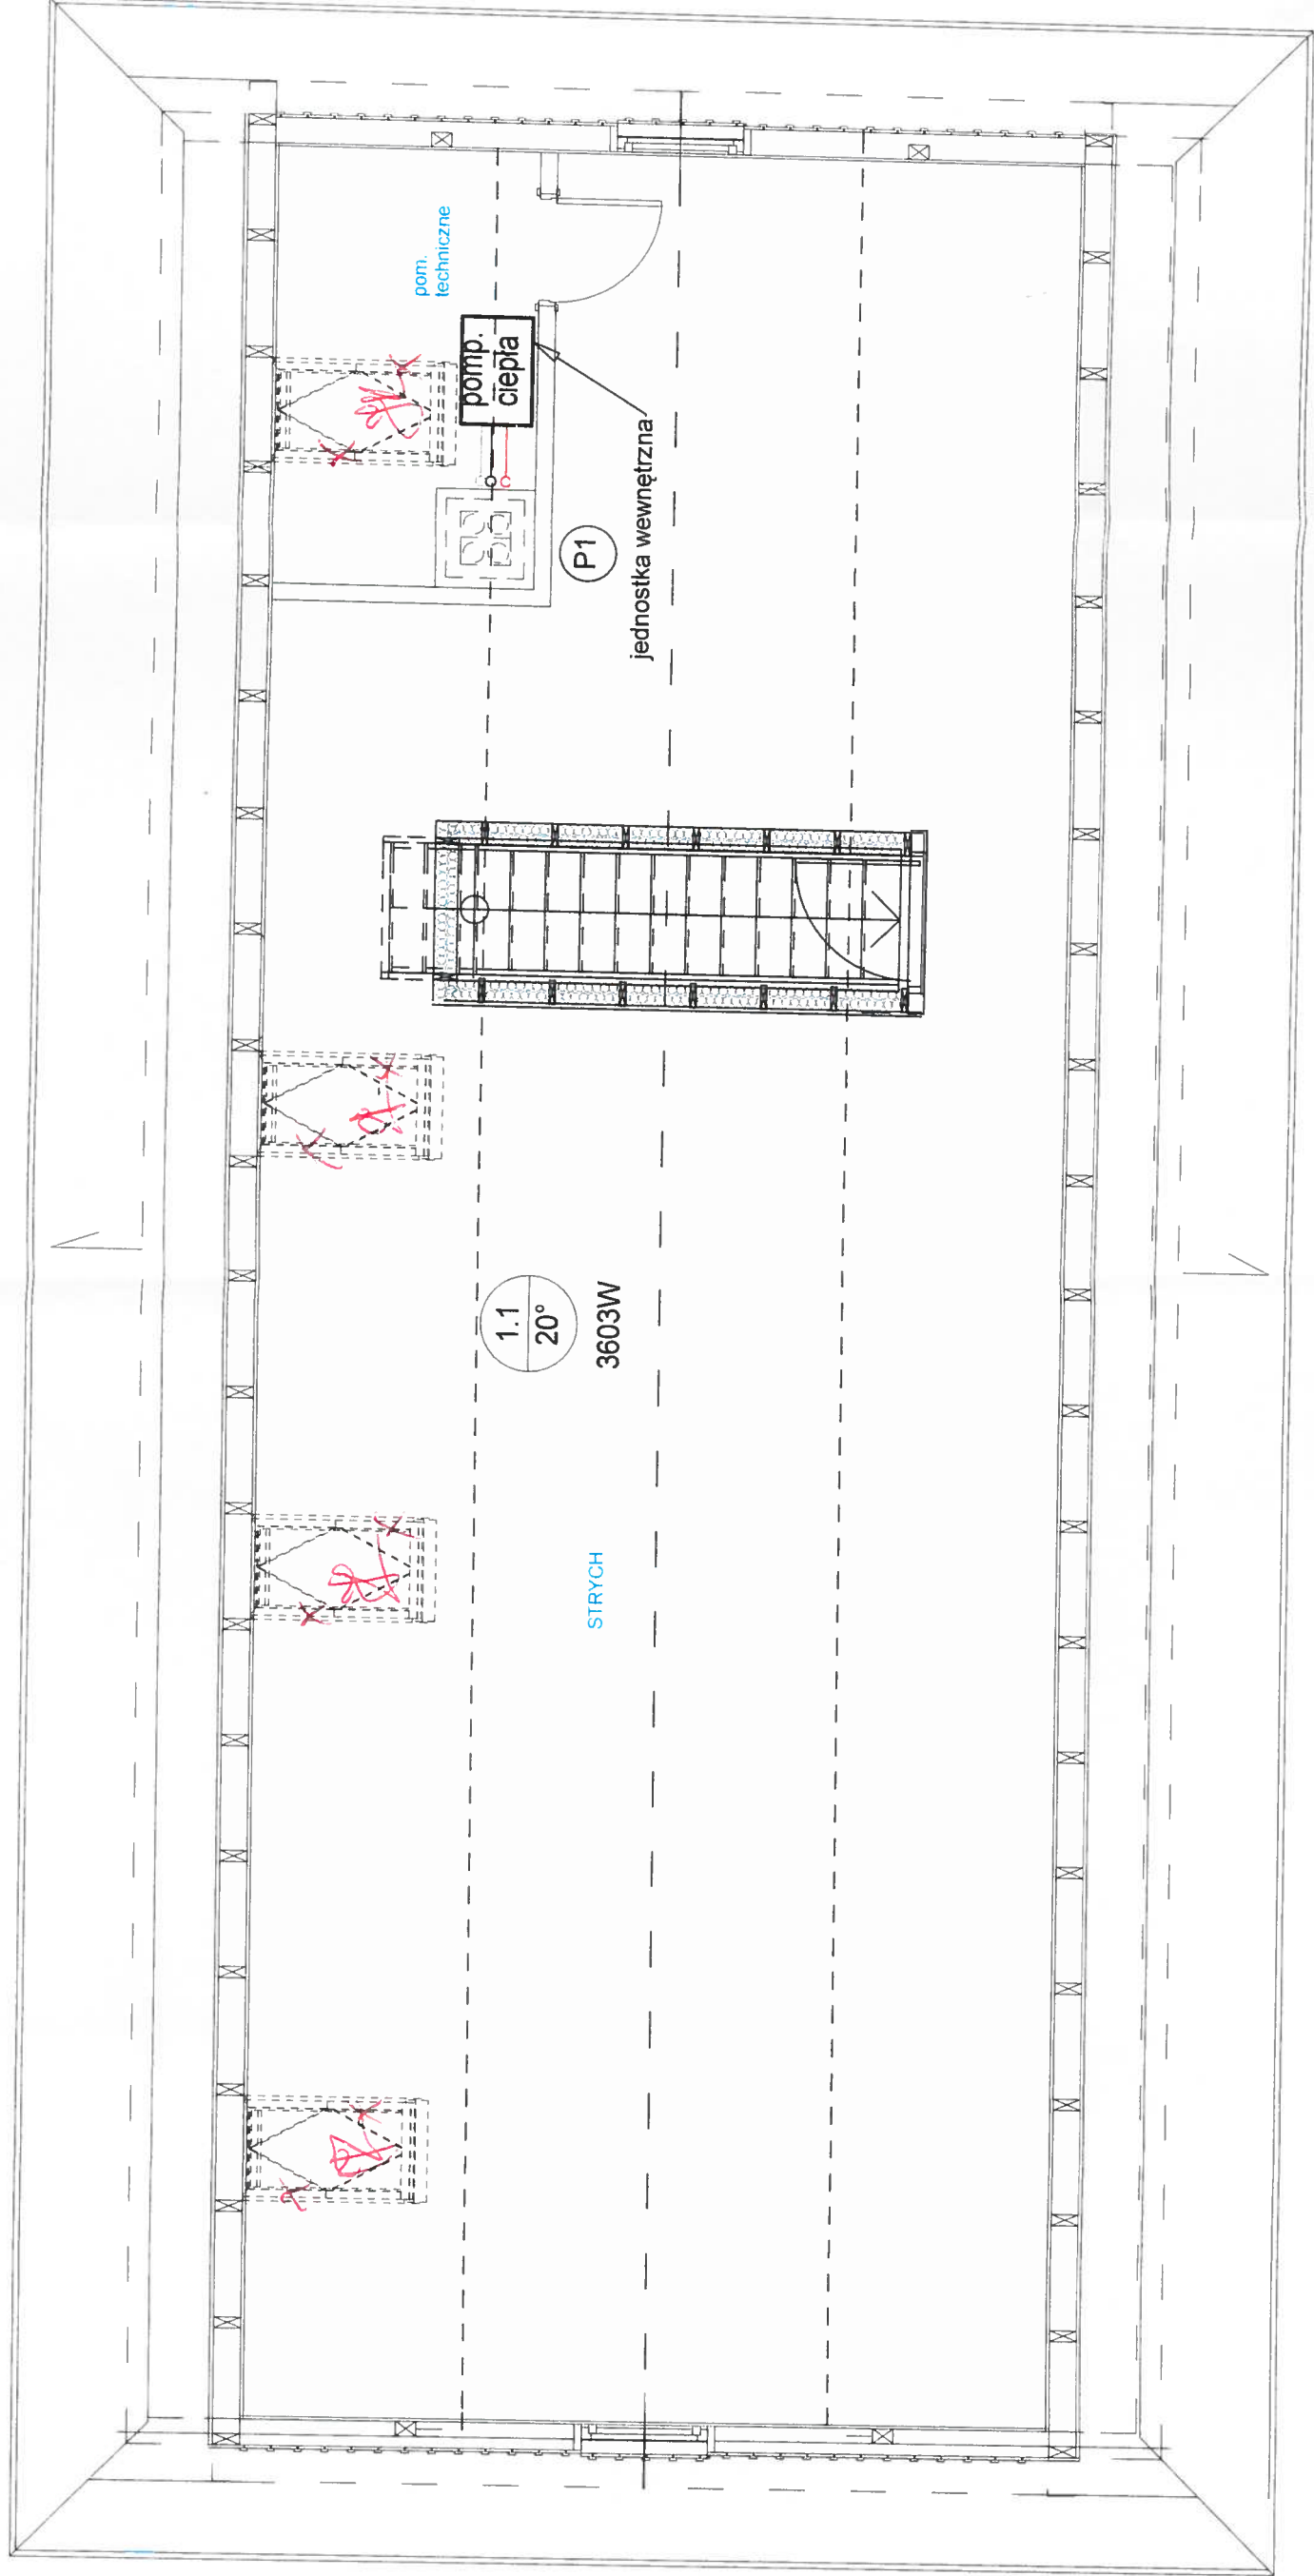 pom.
techniczne
pomp.
ciepła
jednostka wewnętrzna
P1
1.1
20°
3603W
STRYCH